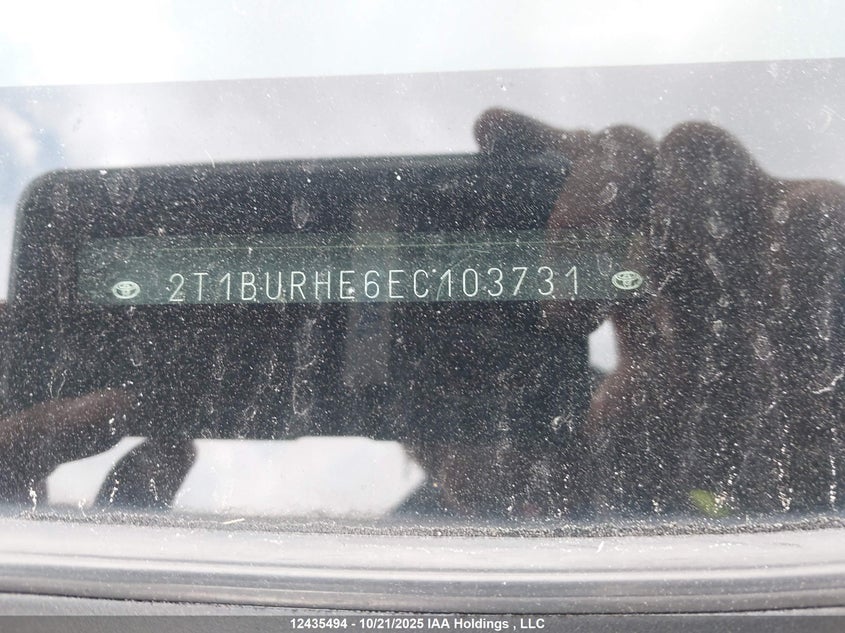 2T1BURHE6EC103731
12435494 - 10/21/2025 IAA Holdings , LLC